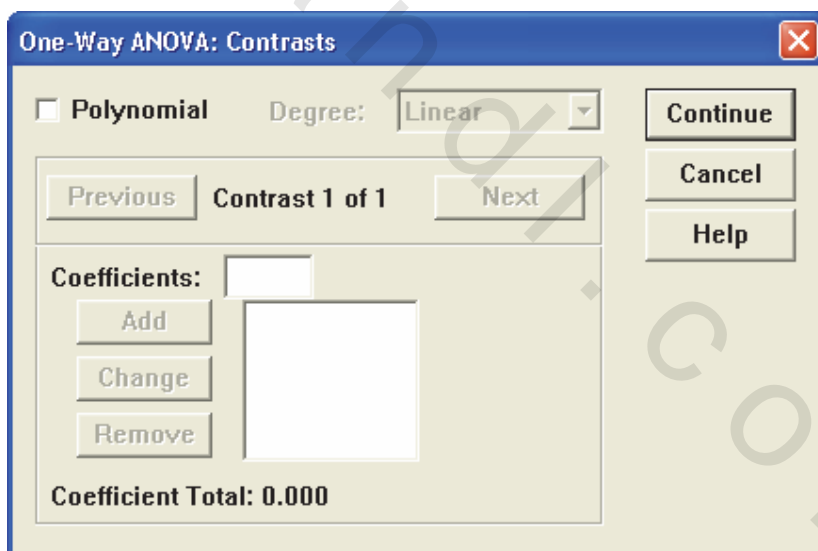 One-Way ANOVA: Contrasts
Polynomial Degree: Linear
Continue
Previous Contrast 1 of 1 Next
Cancel
Help
Coefficients:
Add
Change
Remove
Coefficient Total: 0.000